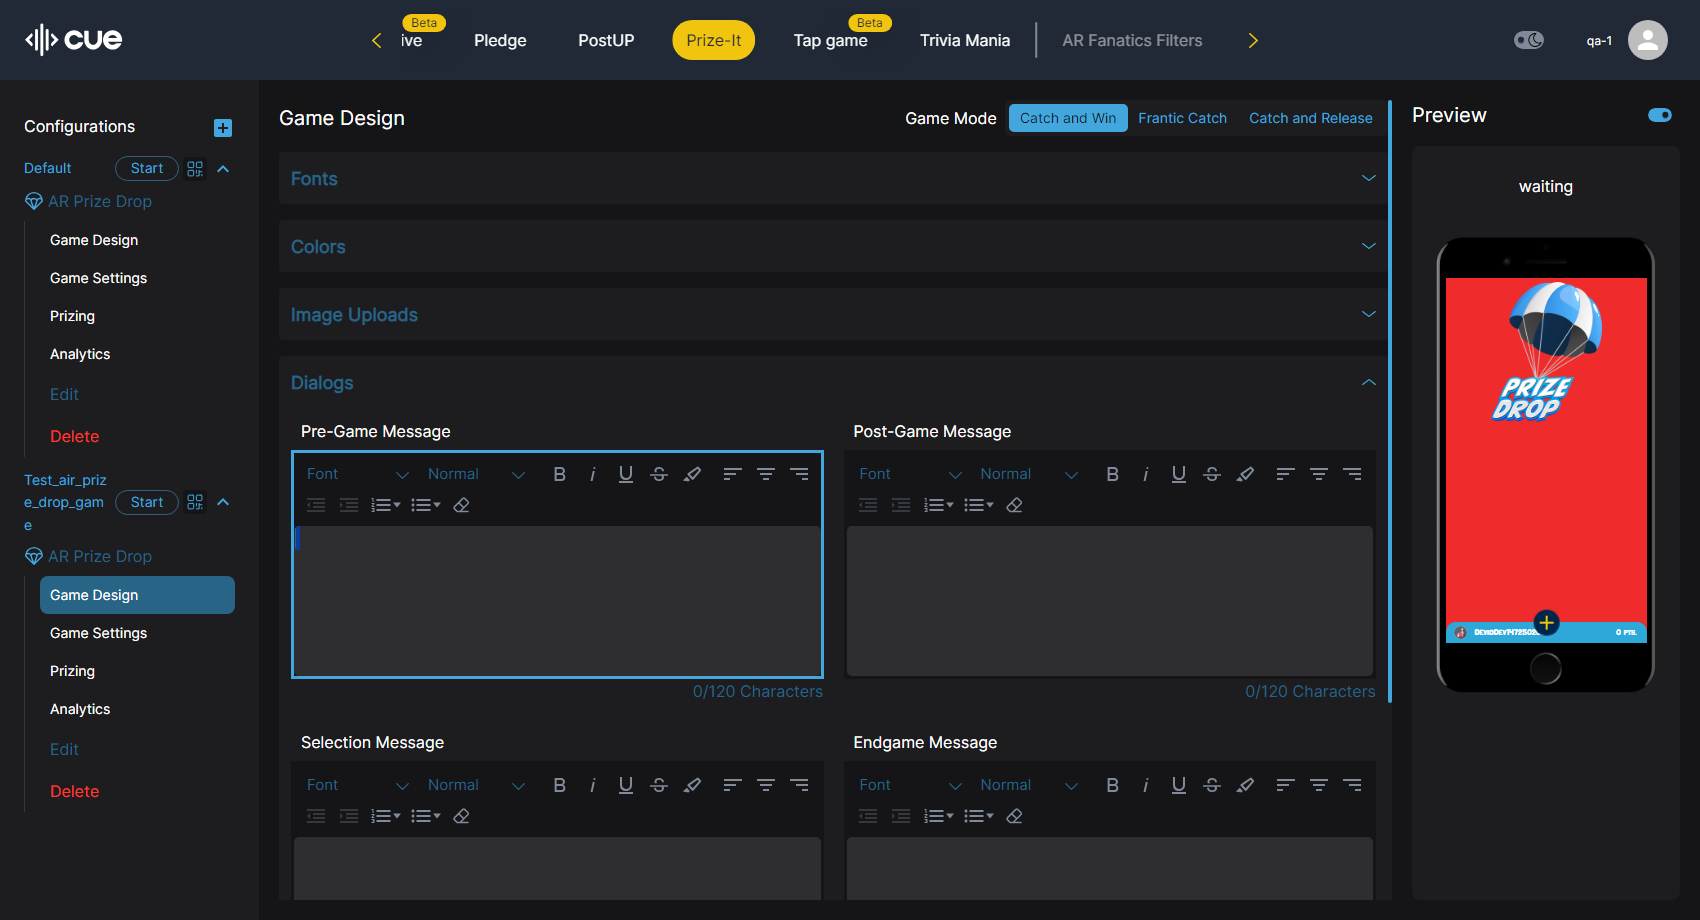 cue
Beta
ive
Pledge
PostUP
Prize-It
Beta
Tap game
Trivia Mania
AR Fanatics Filters
qa-1
Configurations
Default
Start
AR Prize Drop
Game Design
Game Settings
Prizing
Analytics
Edit
Delete
Test_air_priz
e_drop_gam
e
Start
AR Prize Drop
Game Design
Game Settings
Prizing
Analytics
Edit
Delete
Game Design
Game Mode
Catch and Win
Frantic Catch
Catch and Release
Fonts
Colors
Image Uploads
Dialogs
Pre-Game Message
Font
Normal
0/120 Characters
Post-Game Message
Font
Normal
0/120 Characters
Selection Message
Font
Normal
Endgame Message
Font
Normal
Preview
waiting
PRIZE
DROP
0 PTS.